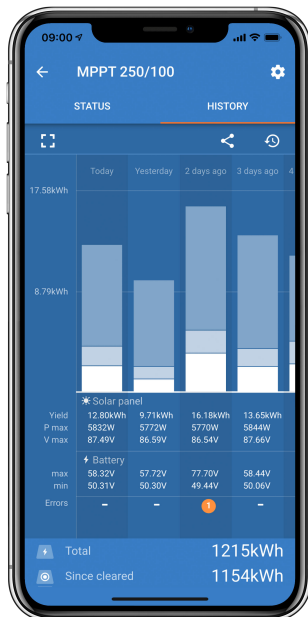 09:00
MPPT 250/100
STATUS HISTORY
Today Yesterday 2 days ago 3 days ago 4
17.58kWh
8.79kWh
Solar panel
Yield 12.80kWh 9.71kWh 16.18kWh 13.65kWh
P max 5832W 5772W 5770W 5844W
V max 87.49V 86.59V 86.54V 87.66V
Battery
max 58.32V 57.72V 77.70V 58.44V
min 50.31V 50.30V 49.44V 50.06V
Errors – – 1 –
Total 1215kWh
Since cleared 1154kWh